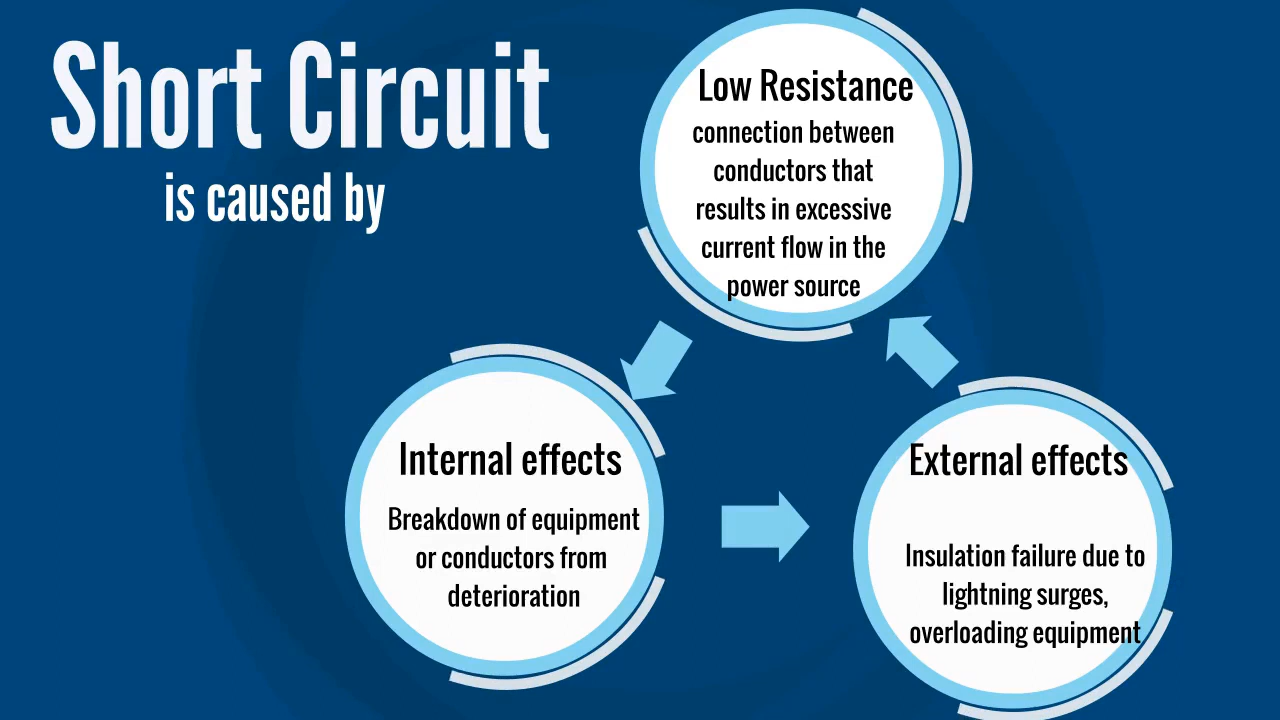 Short Circuit
is caused by
Low Resistance
connection between
conductors that
results in excessive
current flow in the
power source
Internal effects
Breakdown of equipment
or conductors from
deterioration
External effects
Insulation failure due to
lightning surges,
overloading equipment